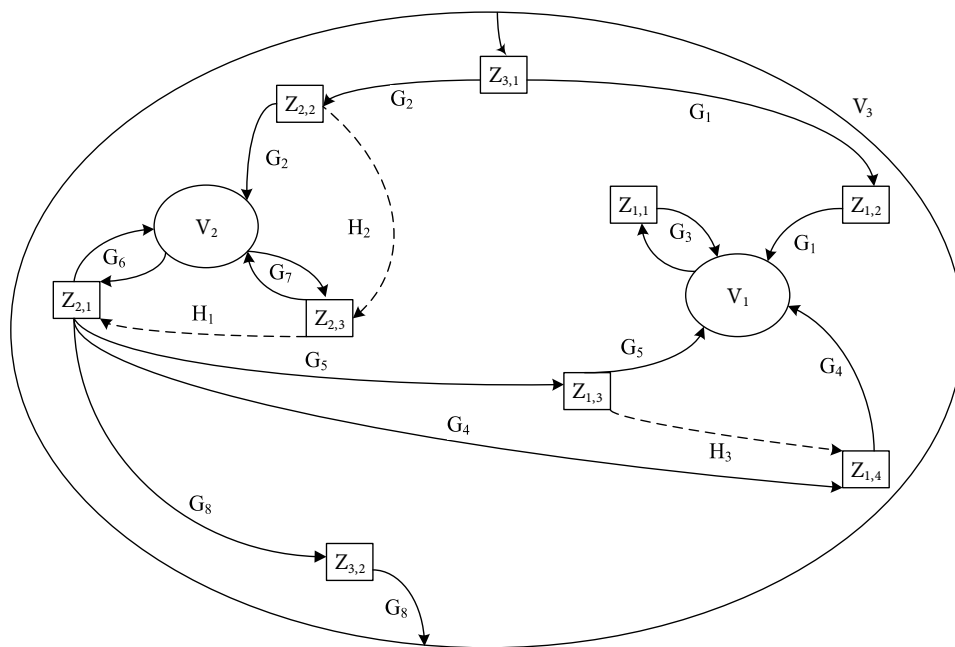 Z3,1
Z2,2
G2
G1
V3
G2
Z1,1
Z1,2
V2
H2
G3
G1
G6
G7
Z2,1
H1
Z2,3
V1
G5
G5
G4
Z1,3
G4
H3
Z1,4
G8
Z3,2
G8